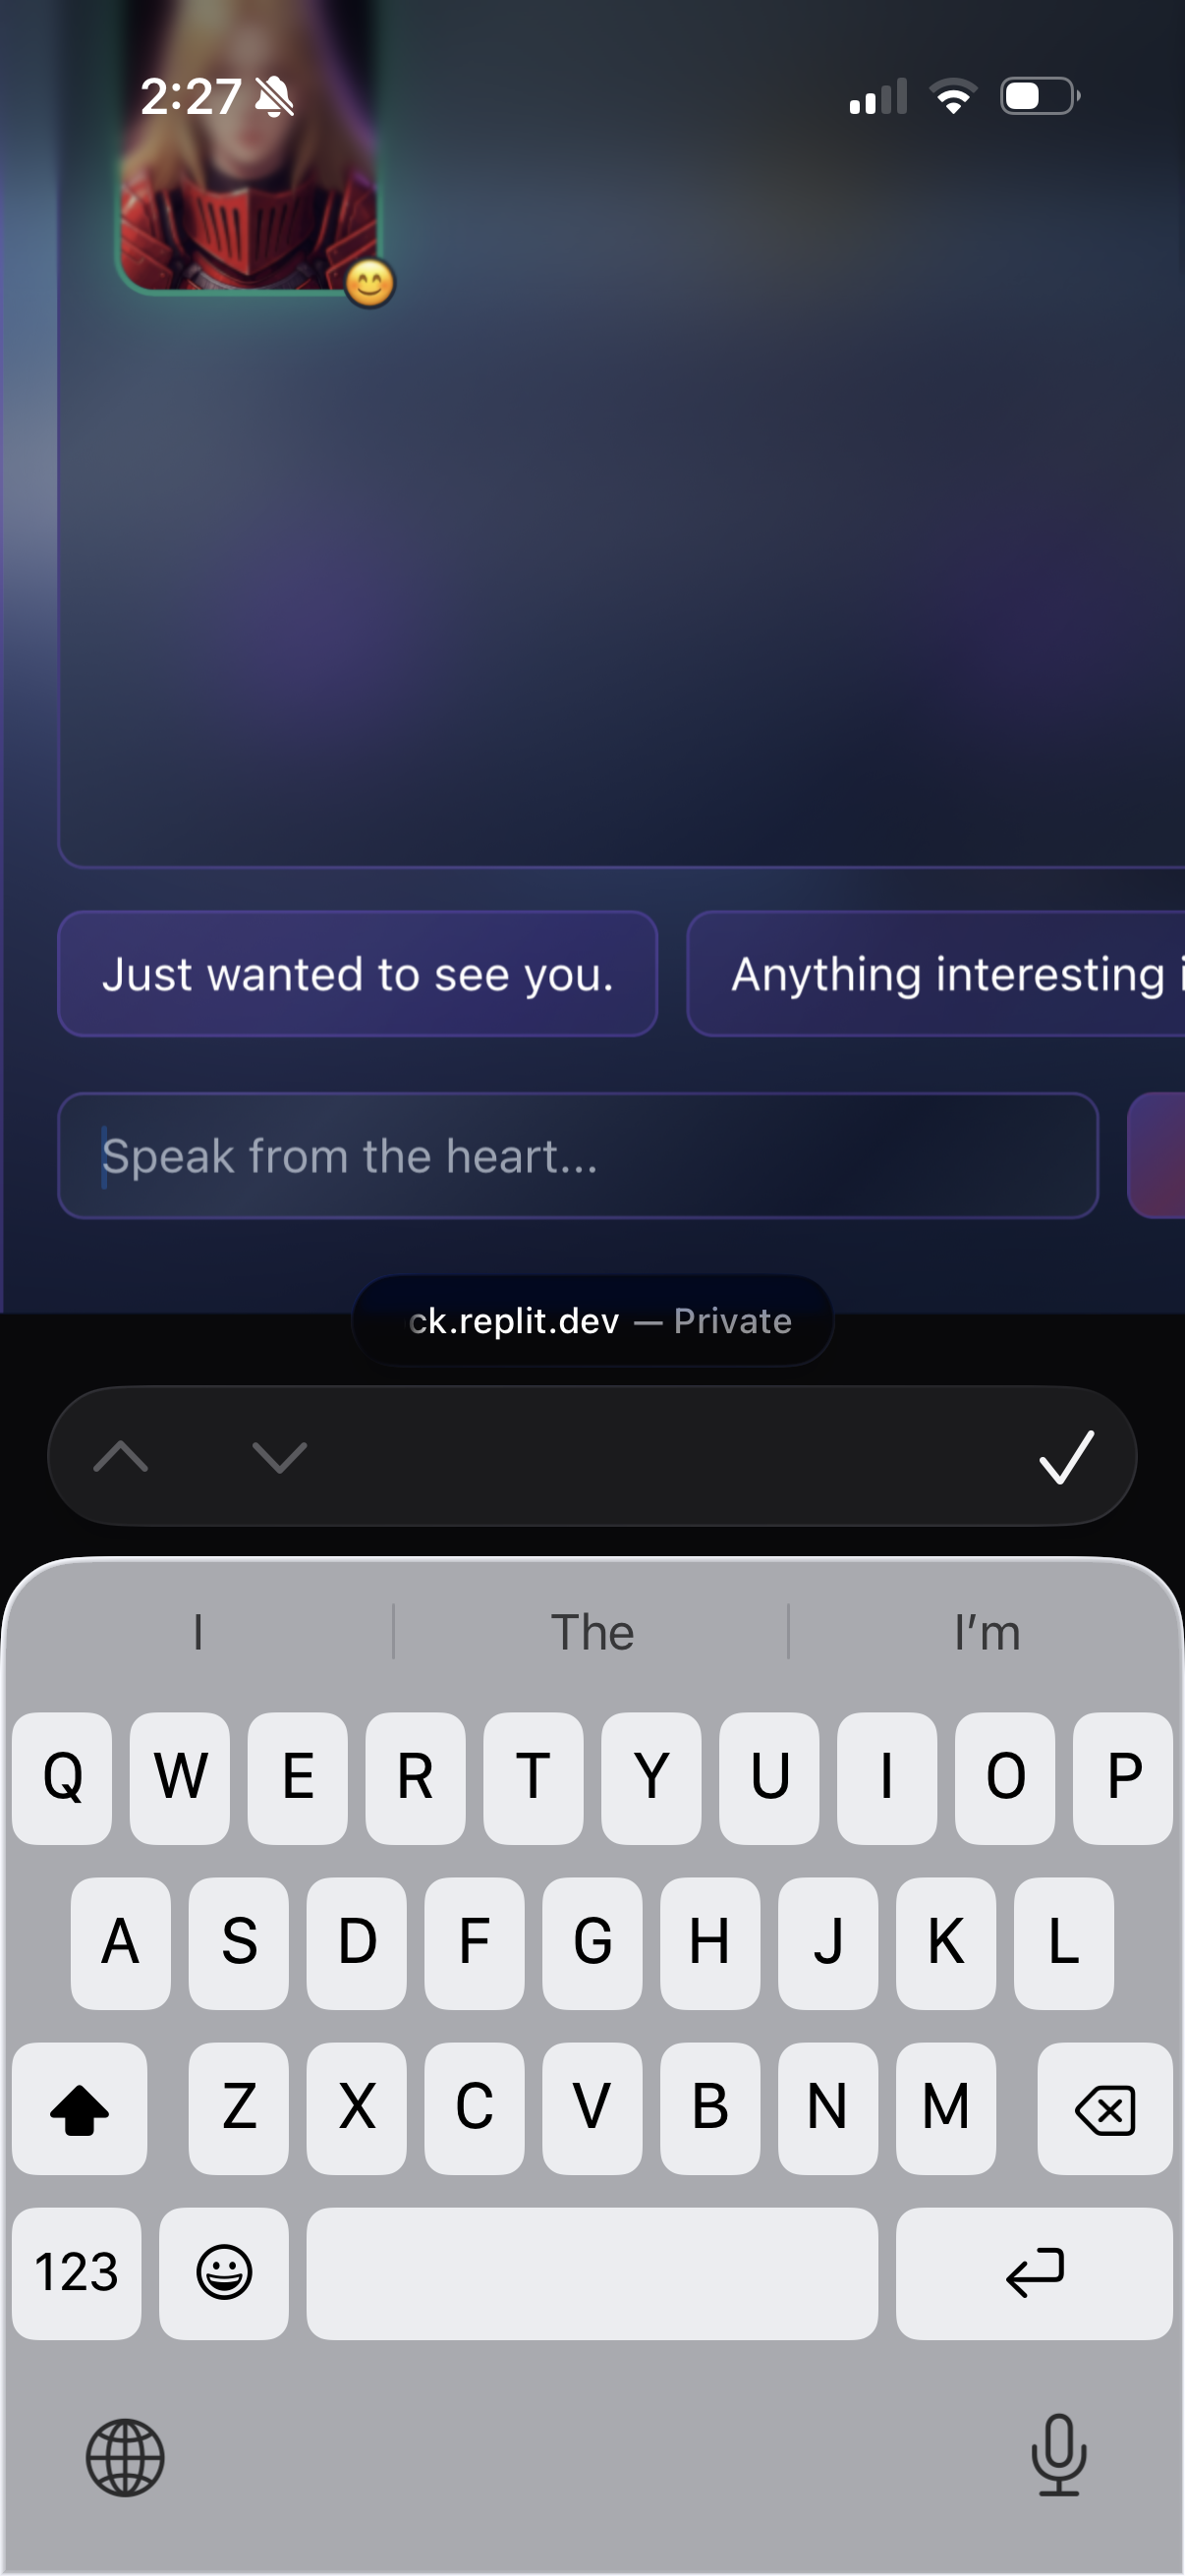 2:27
Just wanted to see you.
Anything interesting
Speak from the heart...
ck.replit.dev — Private
I The I'm
Q W E R T Y U I O P
A S D F G H J K L
Z X C V B N M
123